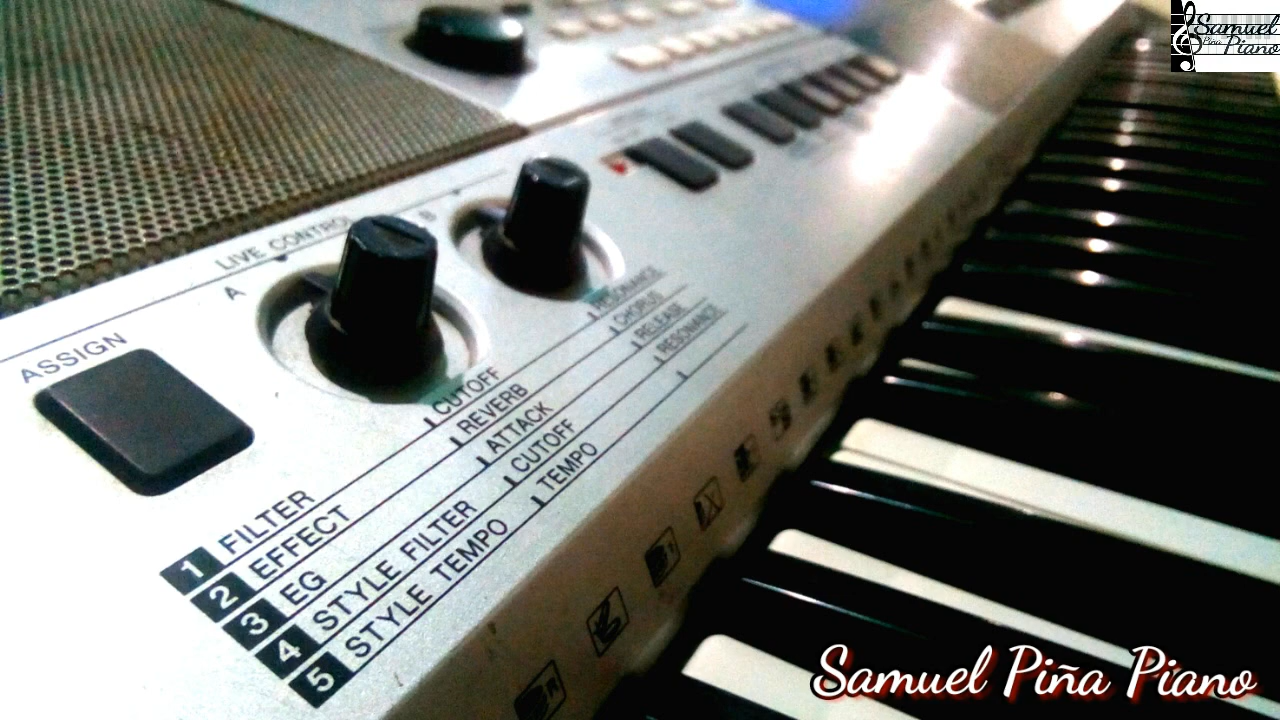 Samuel
Piña Piano
LIVE CONTROL
A
B
ASSIGN
1 FILTER CUTOFF RESONANCE
2 EFFECT REVERB CHORUS
3 EG ATTACK RELEASE
4 STYLE FILTER CUTOFF RESONANCE
5 STYLE TEMPO TEMPO
Samuel Piña Piano